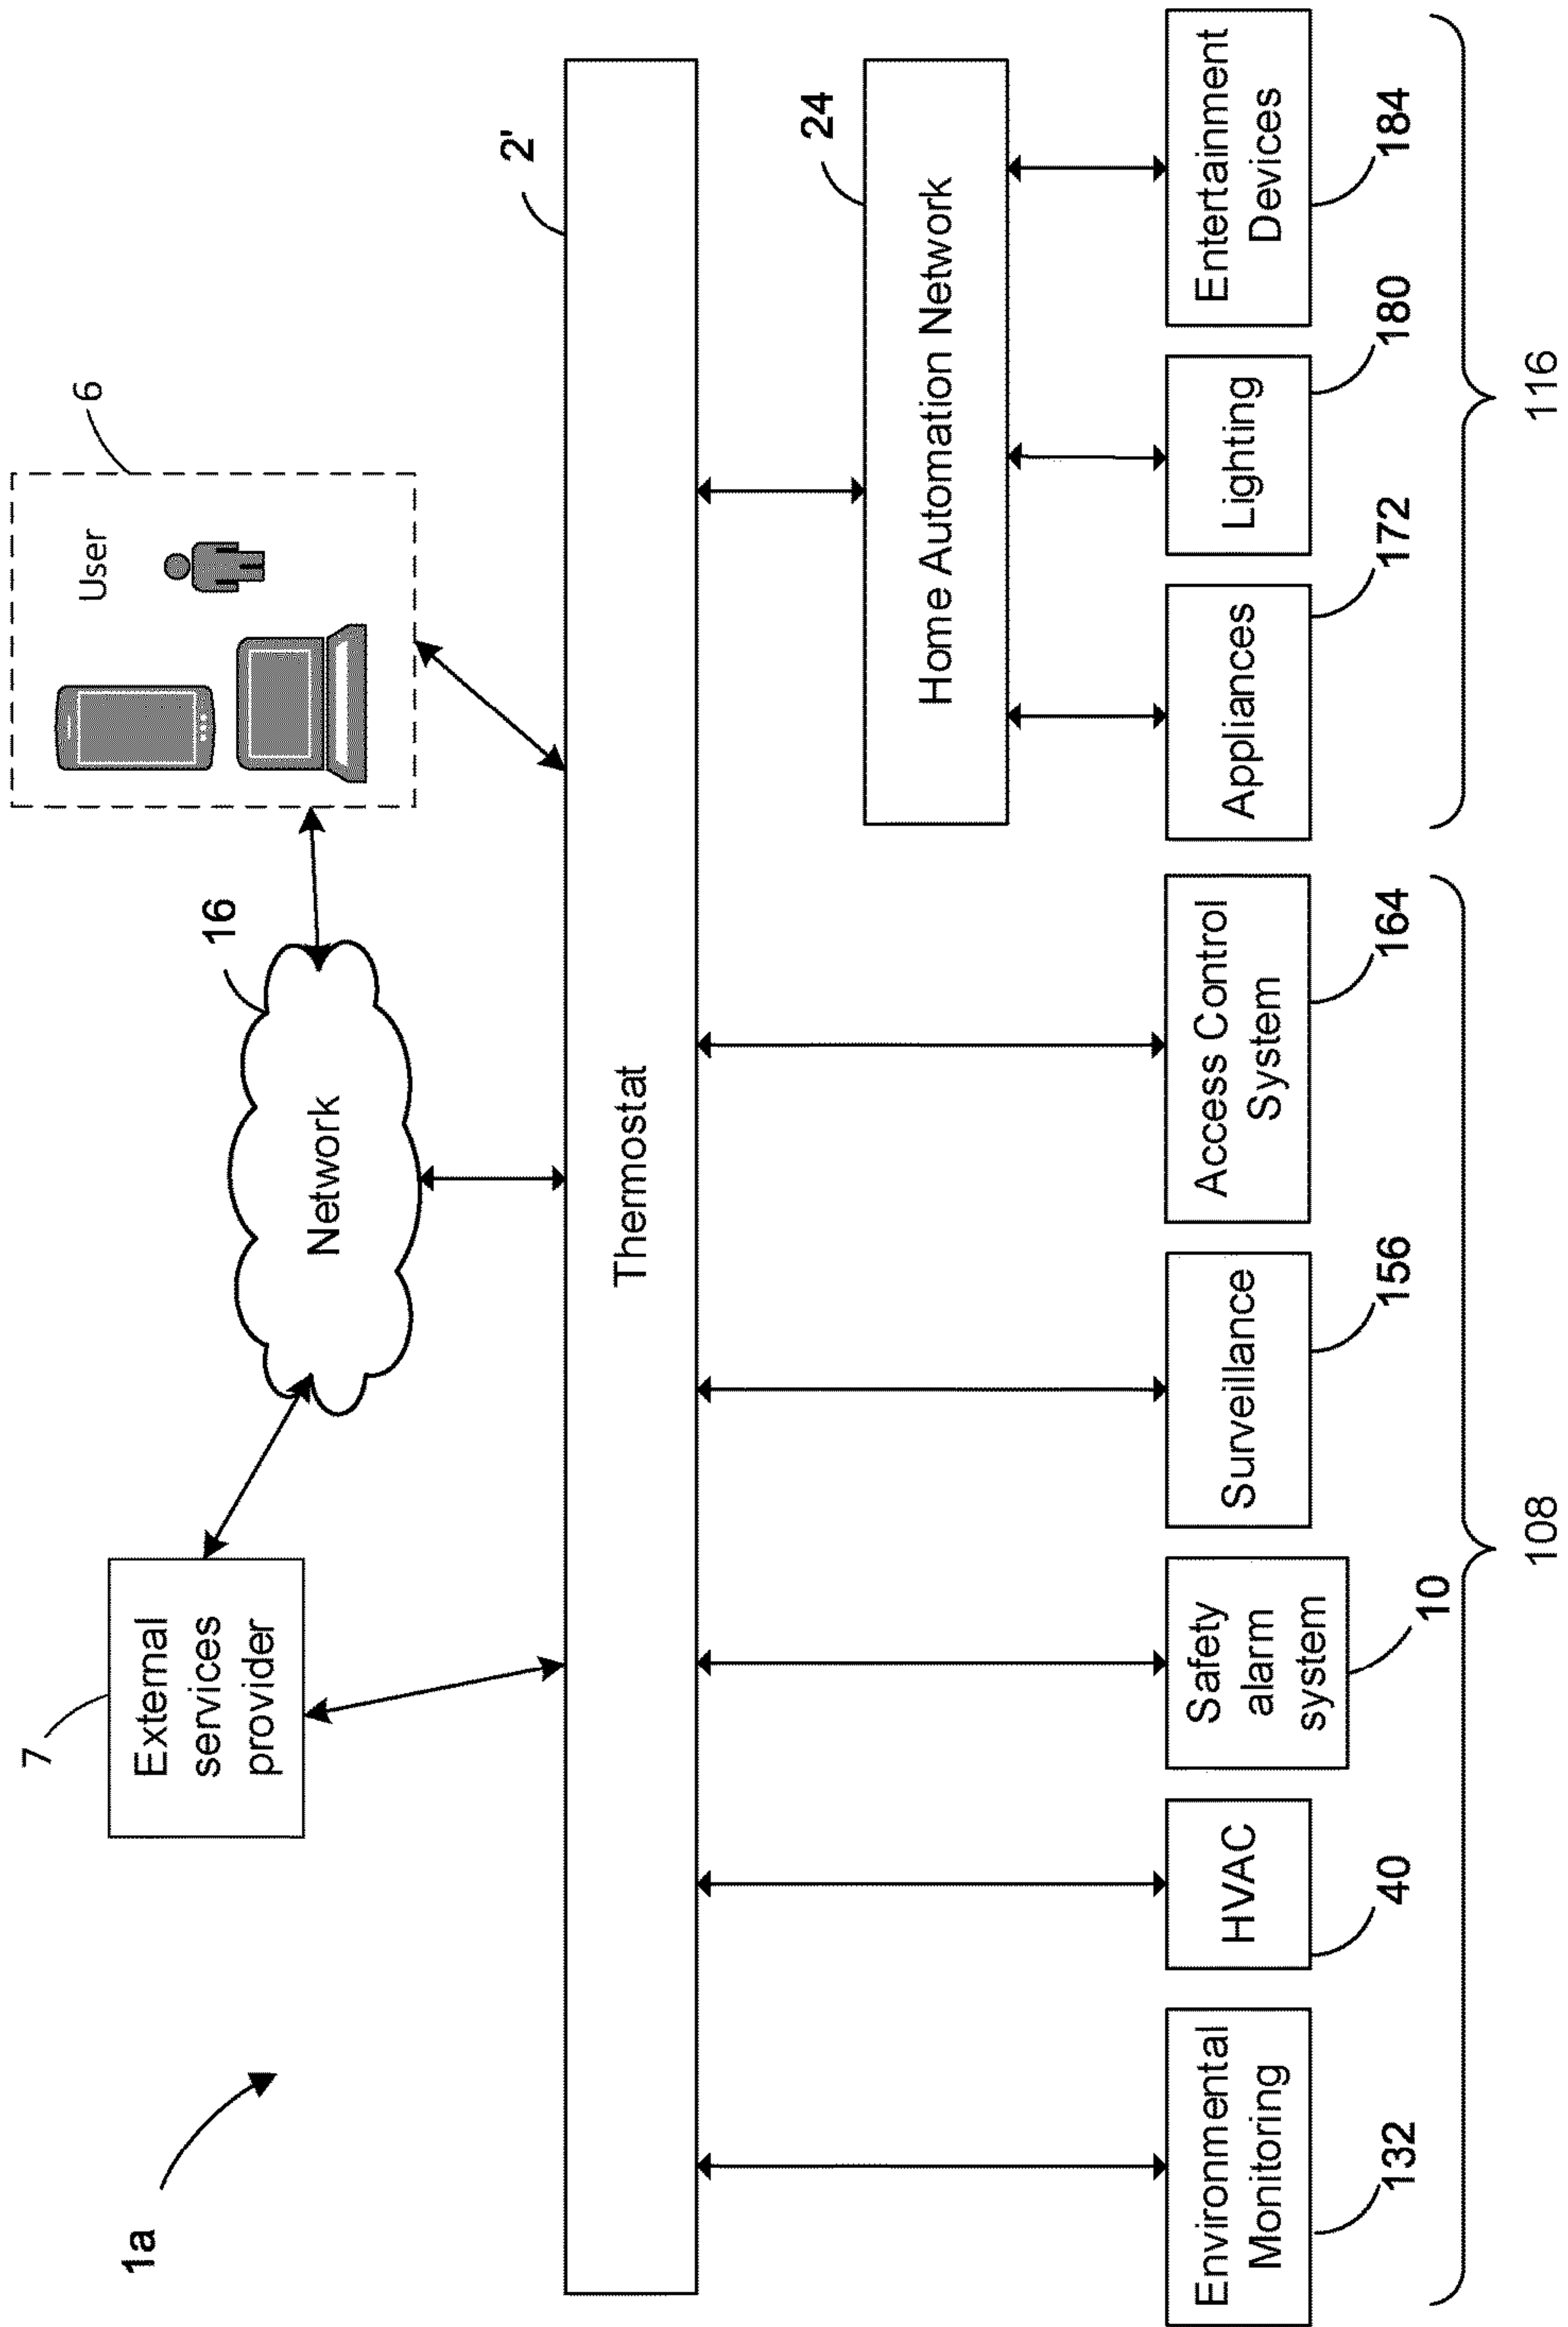 1a
7
External
services
provider
16
Network
6
User
2'
Thermostat
24
Home Automation Network
Environmental
Monitoring
132
HVAC
40
Safety
alarm
system
10
Surveillance
156
Access Control
System
164
Appliances
172
Lighting
180
Entertainment
Devices
184
108
116